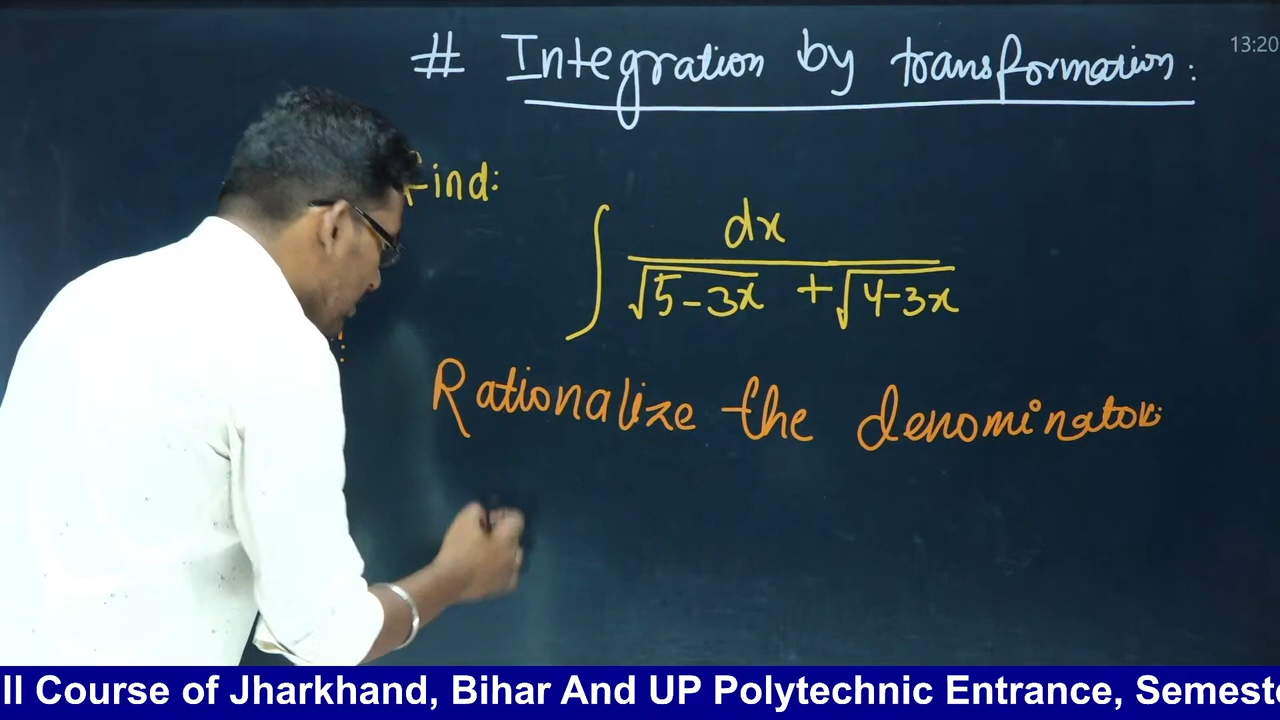 # Integration by transformation:
13:20
Find:
∫ dx / √5-3x + √4-3x
Rationalize the denominator:
ll Course of Jharkhand, Bihar And UP Polytechnic Entrance, Semest